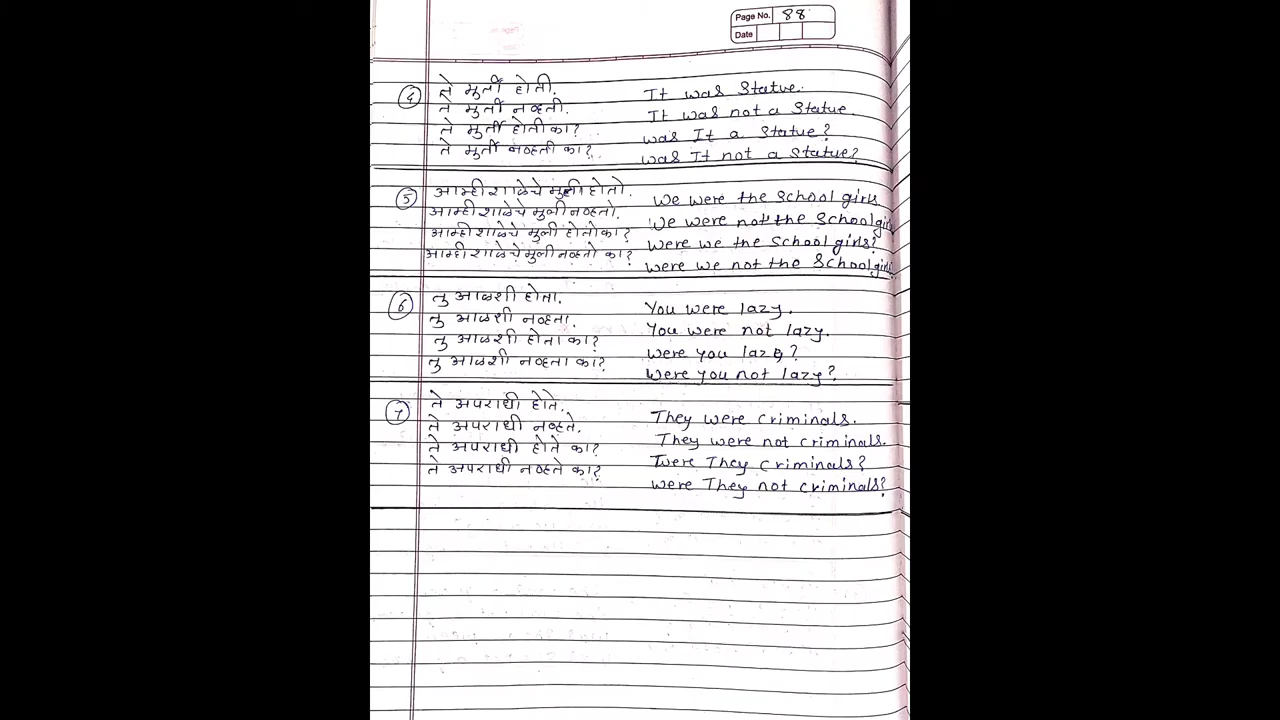 Page No. 88
Date
४ ते मुर्ती होती. It was Statue.
ते मुर्ती नव्हती. It was not a Statue.
ते मुर्ती होती का? was It a Statue?
ते मुर्ती नव्हती का? was It not a Statue?
५ आम्ही शाळेचे मुली होतो. We were the School girls.
आम्ही शाळेचे मुली नव्हतो. We were not the School girls
आम्ही शाळेचे मुली होतो का? Were we the School girls?
आम्ही शाळेचे मुली नव्हतो का? Were we not the School girls
६ तु आळशी होता. You were lazy.
तु आळशी नव्हता. You were not lazy.
तु आळशी होता का? Were you lazy?
तु आळशी नव्हता का? Were you not lazy?
७ ते अपराधी होते. They were criminals.
ते अपराधी नव्हते. They were not criminals.
ते अपराधी होते का? Were They criminals?
ते अपराधी नव्हते का? were They not criminals?